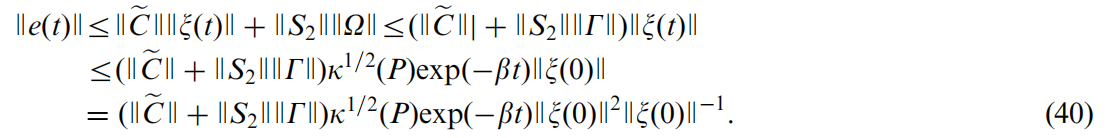 ‖e(t)‖ ≤ ‖C̃‖‖ξ(t)‖ + ‖S₂‖‖Ω‖ ≤ (‖C̃‖| + ‖S₂‖‖Γ‖)‖ξ(t)‖
≤ (‖C̃‖ + ‖S₂‖‖Γ‖)κ^{1/2}(P)exp(−βt)‖ξ(0)‖
= (‖C̃‖ + ‖S₂‖‖Γ‖)κ^{1/2}(P)exp(−βt)‖ξ(0)‖²‖ξ(0)‖⁻¹. (40)